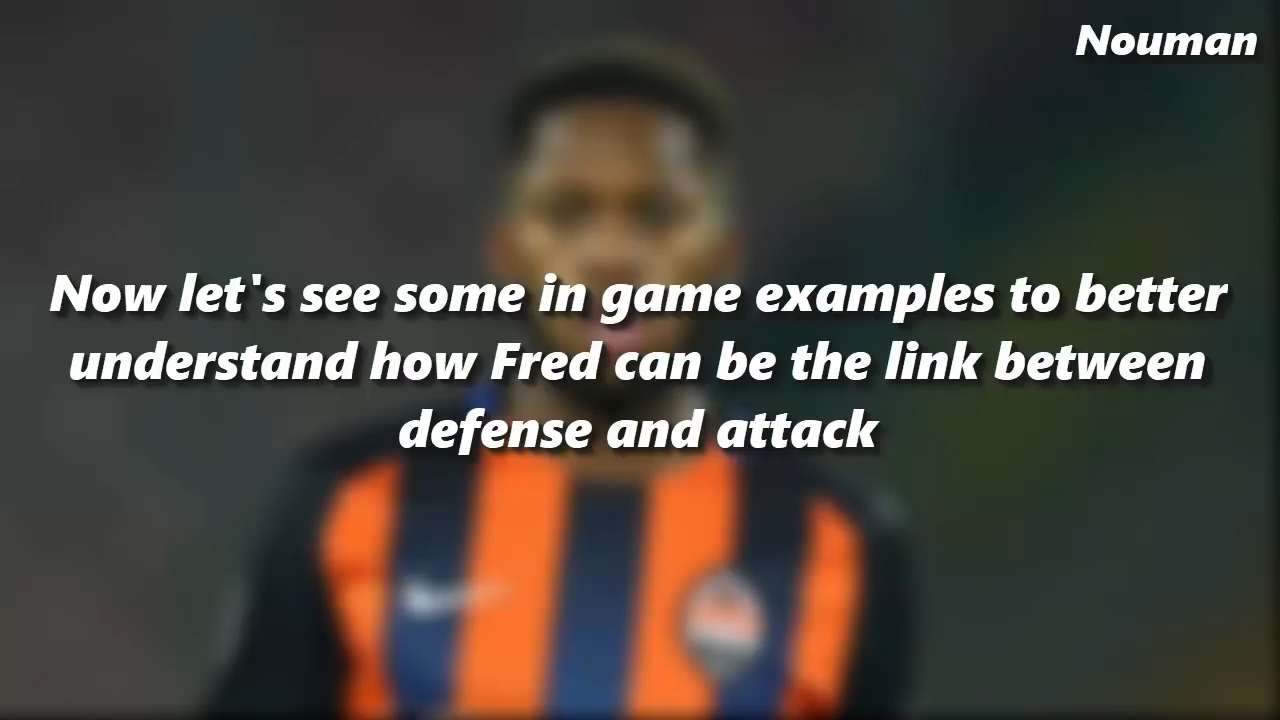 Nouman
Now let's see some in game examples to better
understand how Fred can be the link between
defense and attack